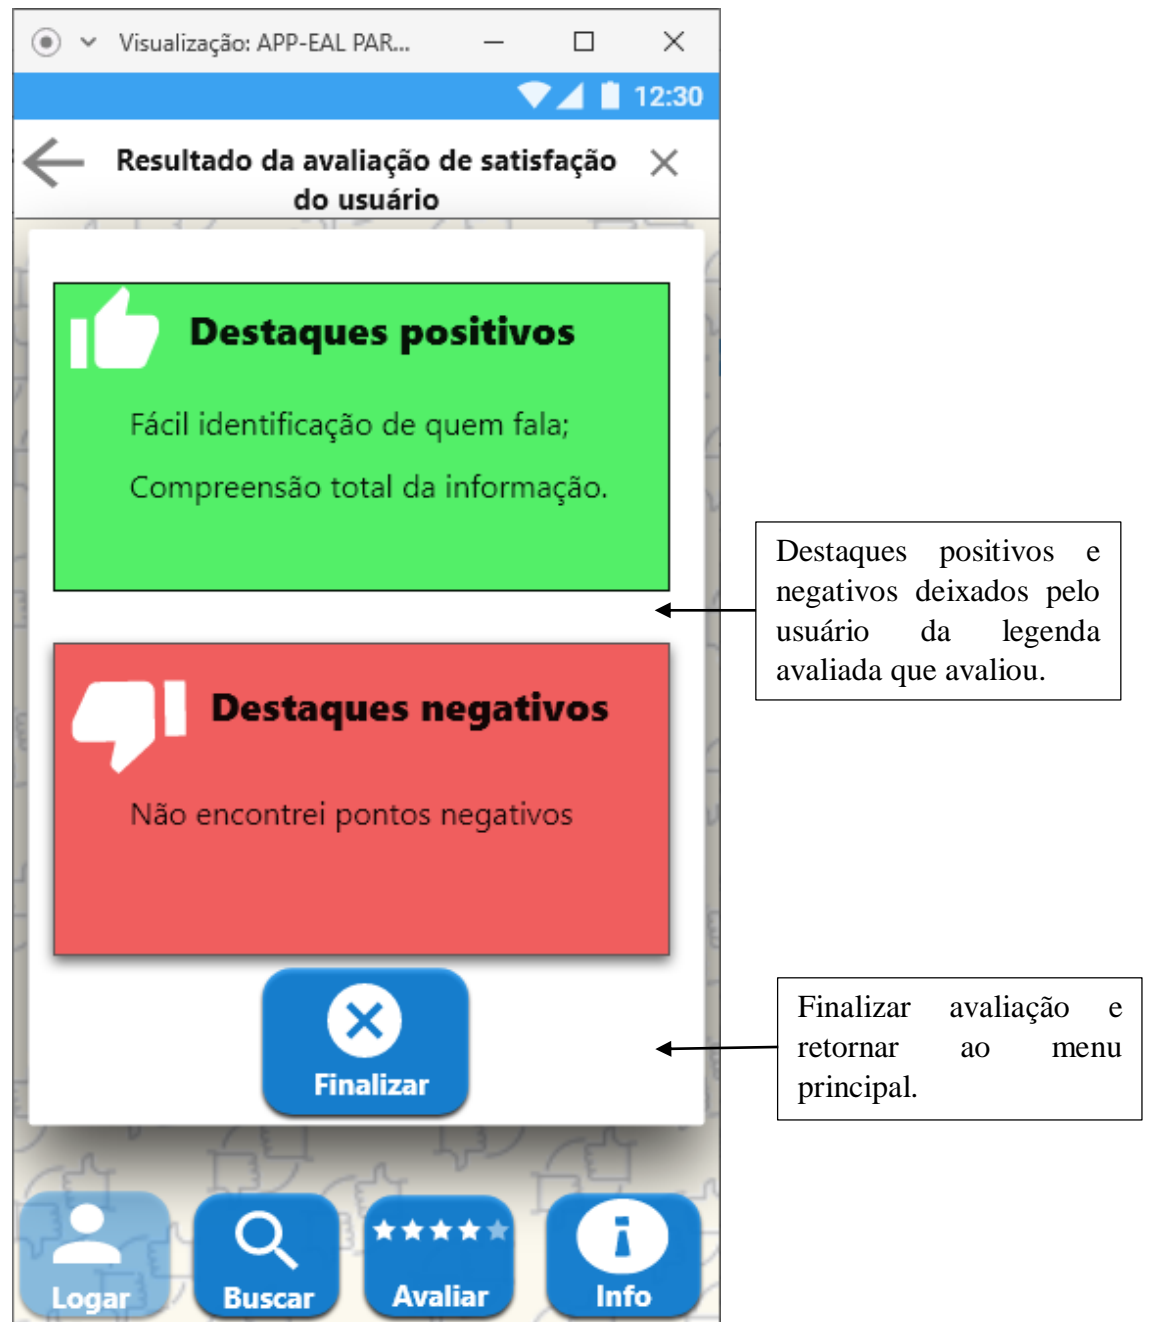 Visualização: APP-EAL PAR...
12:30
Resultado da avaliação de satisfação
do usuário
Destaques positivos
Fácil identificação de quem fala;
Compreensão total da informação.
Destaques positivos e
negativos deixados pelo
usuário da legenda
avaliada que avaliou.
Destaques negativos
Não encontrei pontos negativos
Finalizar
Finalizar avaliação e
retornar ao menu
principal.
Logar
Buscar
Avaliar
Info